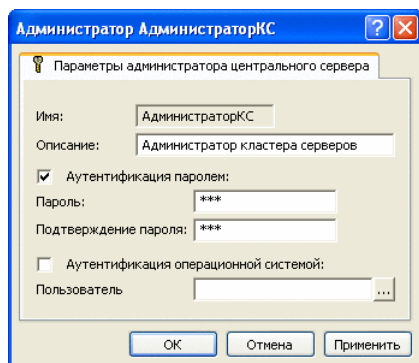 Администратор АдминистраторКС
Параметры администратора центрального сервера
Имя: АдминистраторКС
Описание: Администратор кластера серверов
Аутентификация паролем:
Пароль: ***
Подтверждение пароля: ***
Аутентификация операционной системой:
Пользователь ...
ОК Отмена Применить